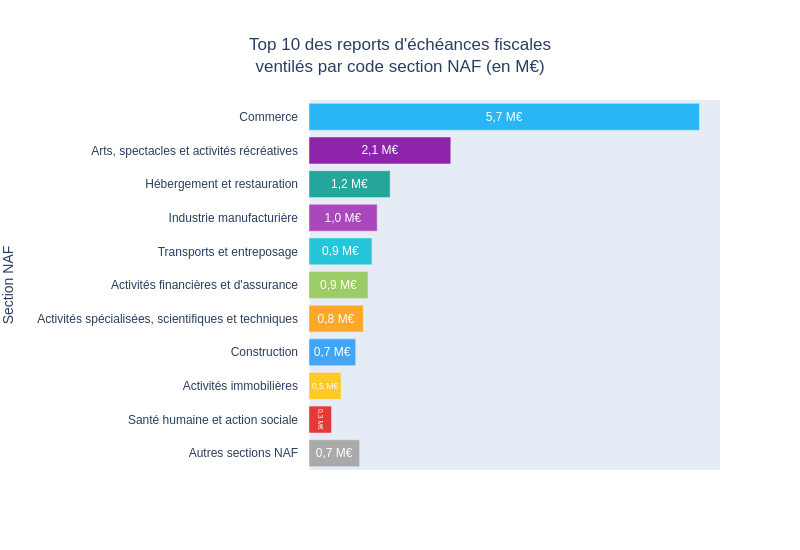 Top 10 des reports d'échéances fiscales
ventilés par code section NAF (en M€)
Section NAF
Commerce 5,7 M€
Arts, spectacles et activités récréatives 2,1 M€
Hébergement et restauration 1,2 M€
Industrie manufacturière 1,0 M€
Transports et entreposage 0,9 M€
Activités financières et d'assurance 0,9 M€
Activités spécialisées, scientifiques et techniques 0,8 M€
Construction 0,7 M€
Activités immobilières 0,5 M€
Santé humaine et action sociale 0,3 M€
Autres sections NAF 0,7 M€